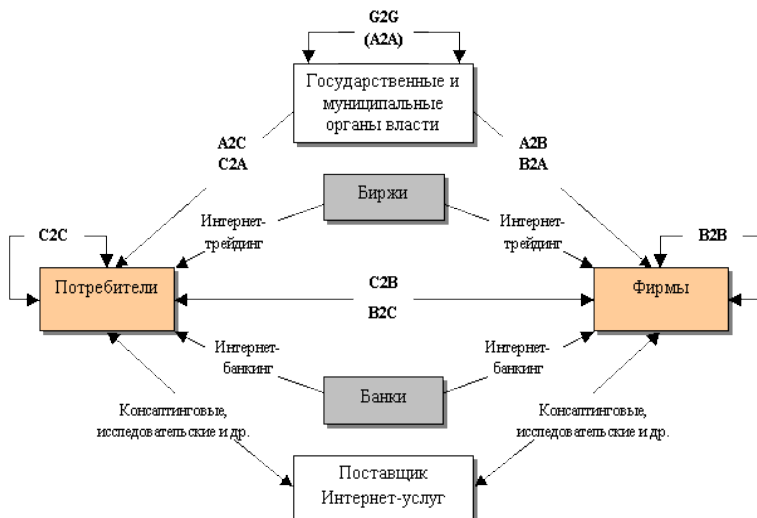 G2G
(A2A)
Государственные и
муниципальные
органы власти
A2C
C2A
A2B
B2A
Биржи
Интернет-
трейдинг
Интернет-
трейдинг
C2C
B2B
Потребители
C2B
B2C
Фирмы
Интернет-
банкинг
Интернет-
банкинг
Банки
Консалтинговые,
исследовательские и др.
Консалтинговые,
исследовательские и др.
Поставщик
Интернет-услуг